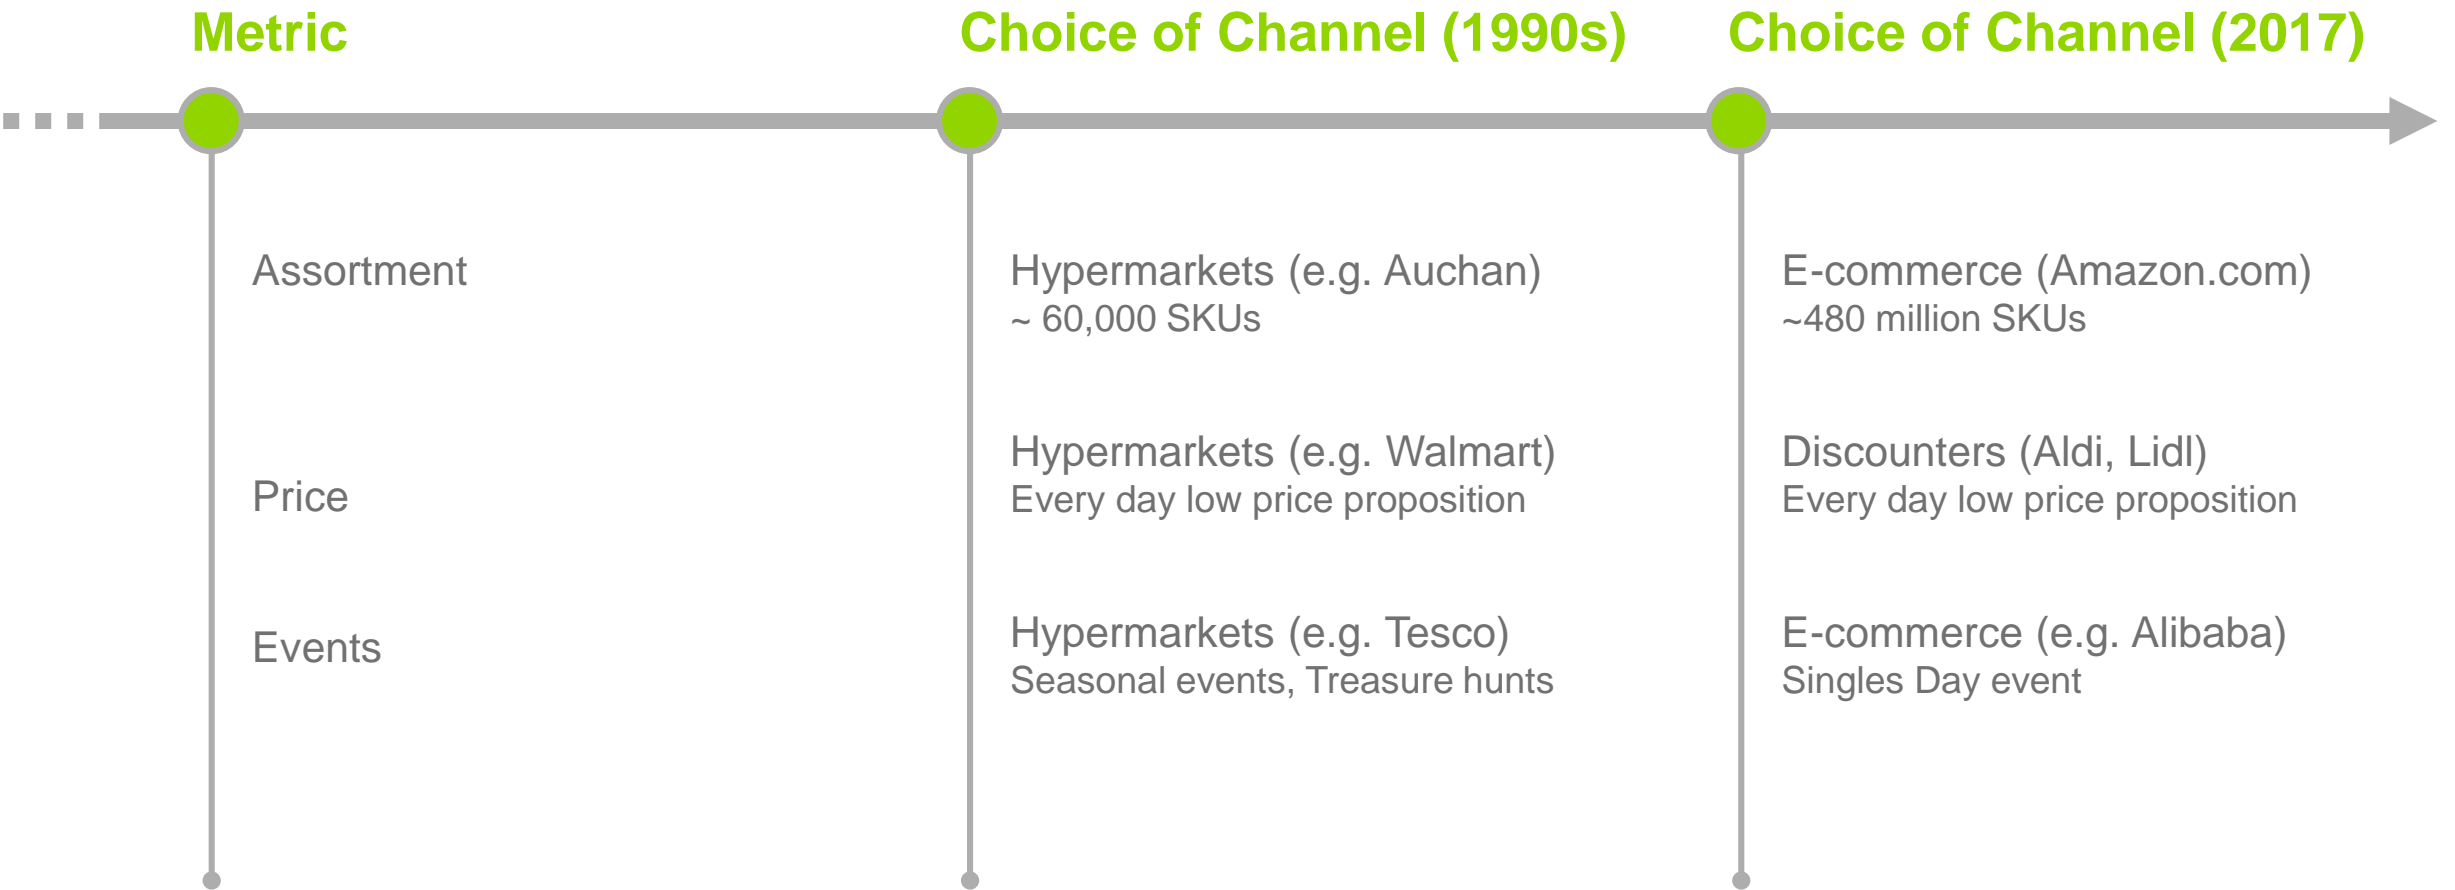 Metric
Choice of Channel (1990s)
Choice of Channel (2017)
Assortment
Hypermarkets (e.g. Auchan)
~ 60,000 SKUs
E-commerce (Amazon.com)
~480 million SKUs
Price
Hypermarkets (e.g. Walmart)
Every day low price proposition
Discounters (Aldi, Lidl)
Every day low price proposition
Events
Hypermarkets (e.g. Tesco)
Seasonal events, Treasure hunts
E-commerce (e.g. Alibaba)
Singles Day event